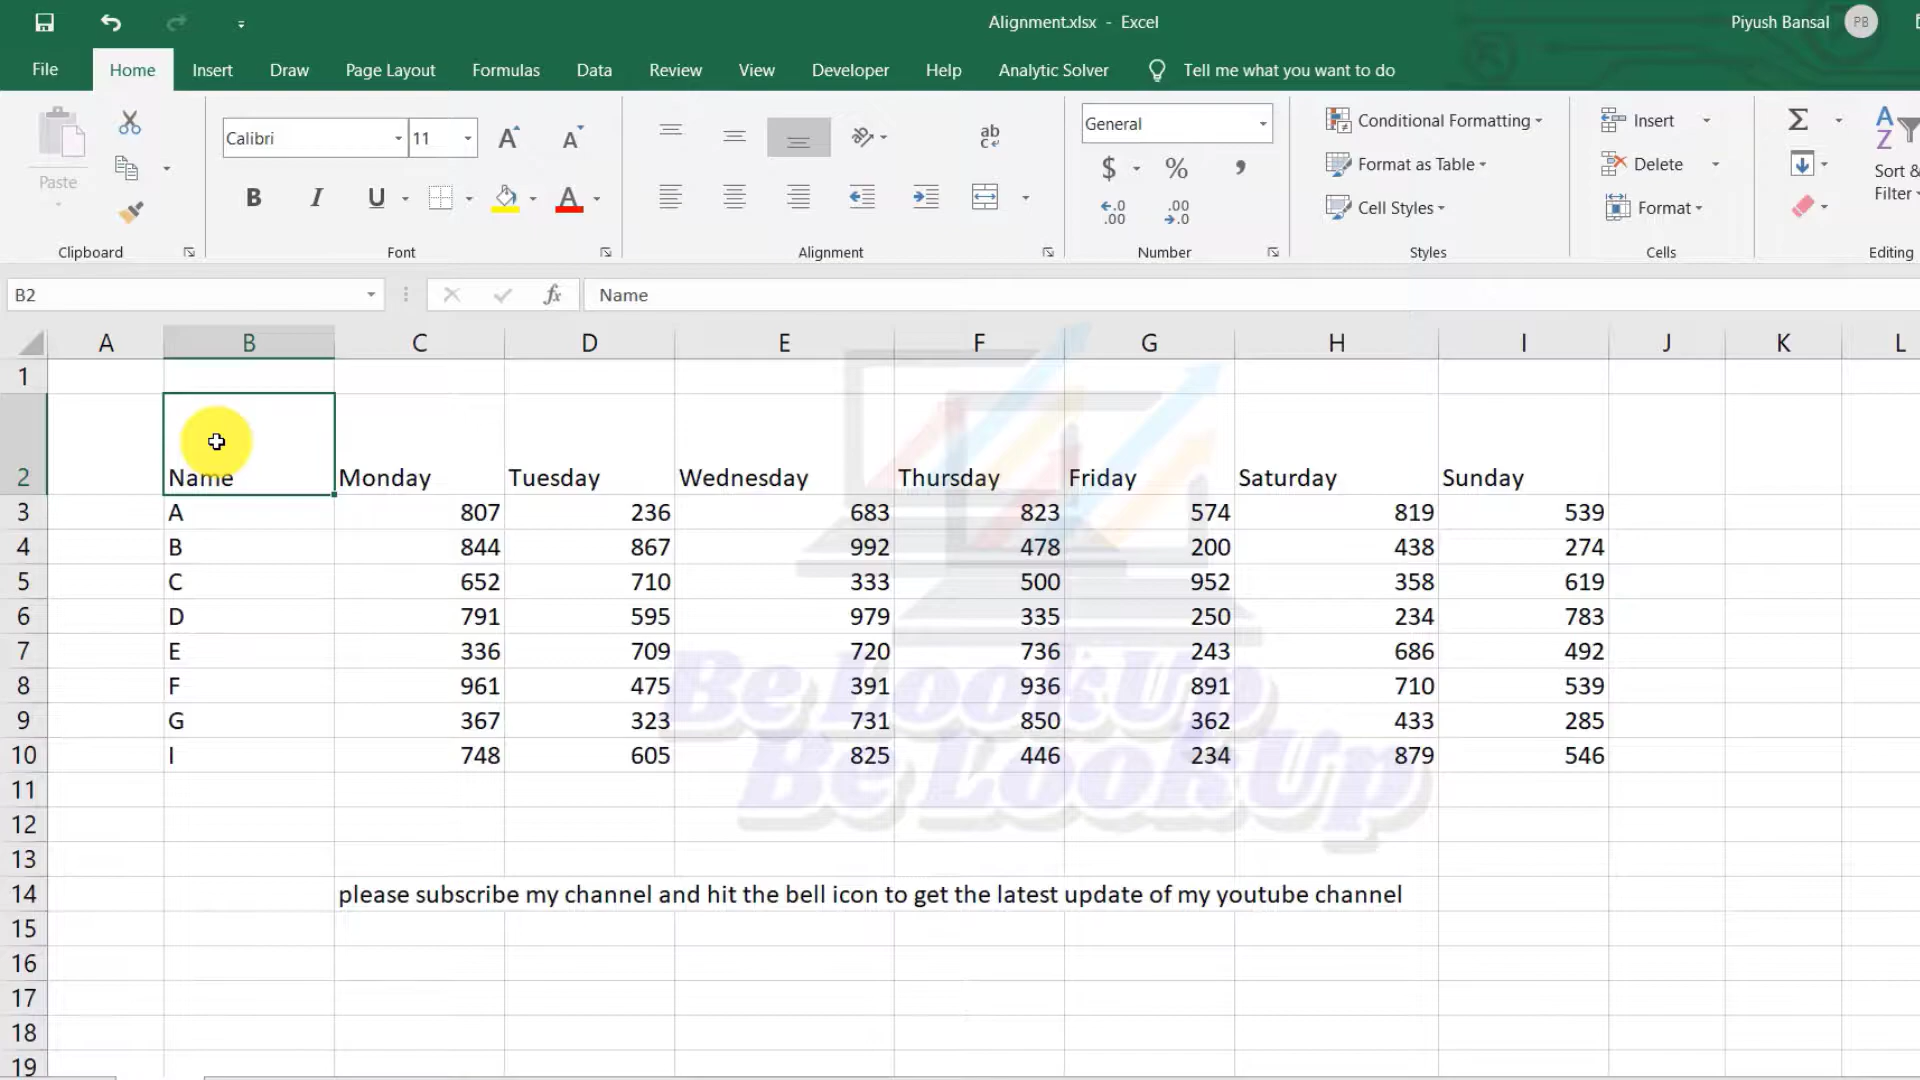 Alignment.xlsx - Excel
Piyush Bansal PB
File Home Insert Draw Page Layout Formulas Data Review View Developer Help Analytic Solver Tell me what you want to do
Paste
Calibri 11
General
Conditional Formatting
Format as Table
Cell Styles
Insert
Delete
Format
Sort &
Filter
Clipboard Font Alignment Number Styles Cells Editing
B2 fx Name
A B C D E F G H I J K L
1
2 Name Monday Tuesday Wednesday Thursday Friday Saturday Sunday
3 A 807 236 683 823 574 819 539
4 B 844 867 992 478 200 438 274
5 C 652 710 333 500 952 358 619
6 D 791 595 979 335 250 234 783
7 E 336 709 720 736 243 686 492
8 F 961 475 391 936 891 710 539
9 G 367 323 731 850 362 433 285
10 I 748 605 825 446 234 879 546
Be LookUp
Be LookUp
11
12
13
14 please subscribe my channel and hit the bell icon to get the latest update of my youtube channel
15
16
17
18
19